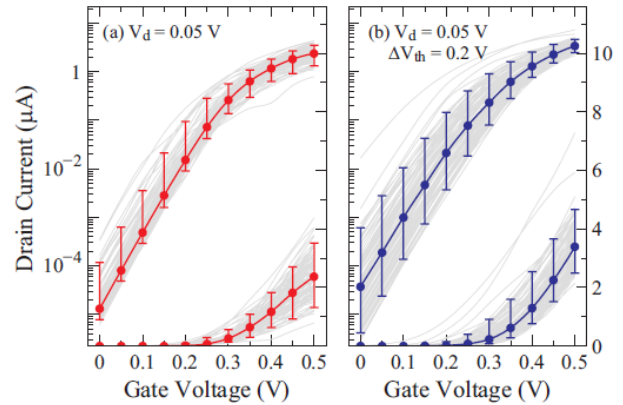 (a) V_d = 0.05 V
(b) V_d = 0.05 V
ΔV_th = 0.2 V
Drain Current (μA)
1
10^-2
10^-4
10
8
6
4
2
0
0 0.1 0.2 0.3 0.4 0.5
0 0.1 0.2 0.3 0.4 0.5
Gate Voltage (V)
Gate Voltage (V)